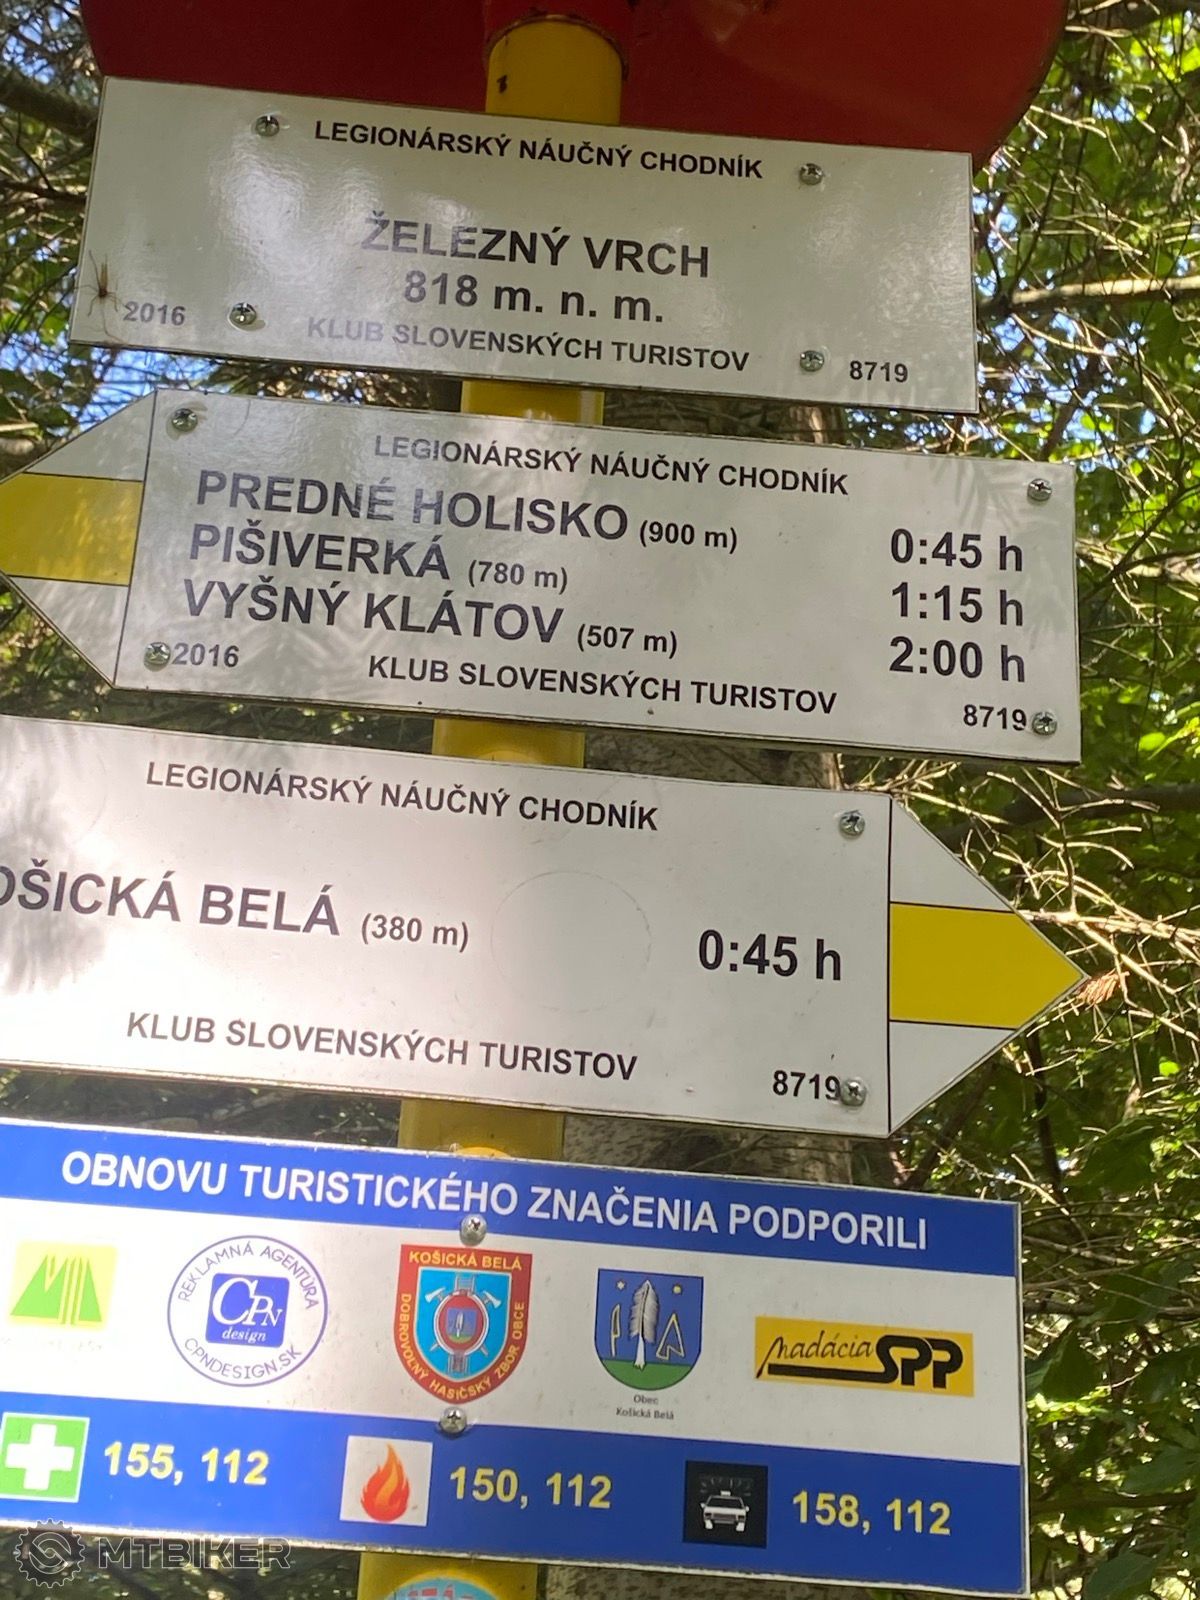 LEGIONÁRSKÝ NÁUČNÝ CHODNÍK
ŽELEZNÝ VRCH
818 m. n. m.
2016
KLUB SLOVENSKÝCH TURISTOV
8719
LEGIONÁRSKÝ NÁUČNÝ CHODNÍK
PREDNÉ HOLISKO (900 m) 0:45 h
PIŠIVERKÁ (780 m) 1:15 h
VYŠNÝ KLÁTOV (507 m) 2:00 h
2016
KLUB SLOVENSKÝCH TURISTOV
8719
LEGIONÁRSKÝ NÁUČNÝ CHODNÍK
OŠICKÁ BELÁ (380 m) 0:45 h
KLUB SLOVENSKÝCH TURISTOV
8719
OBNOVU TURISTICKÉHO ZNAČENIA PODPORILI
REKLAMNÁ AGENTÚRA
CPN
design
CPNDESIGN.SK
KOŠICKÁ BELÁ
DOBROVOĽNÝ HASIČSKÝ ZBOR OBCE
Obec
Košická Belá
nadácia SPP
155, 112
150, 112
158, 112
MTBIKER